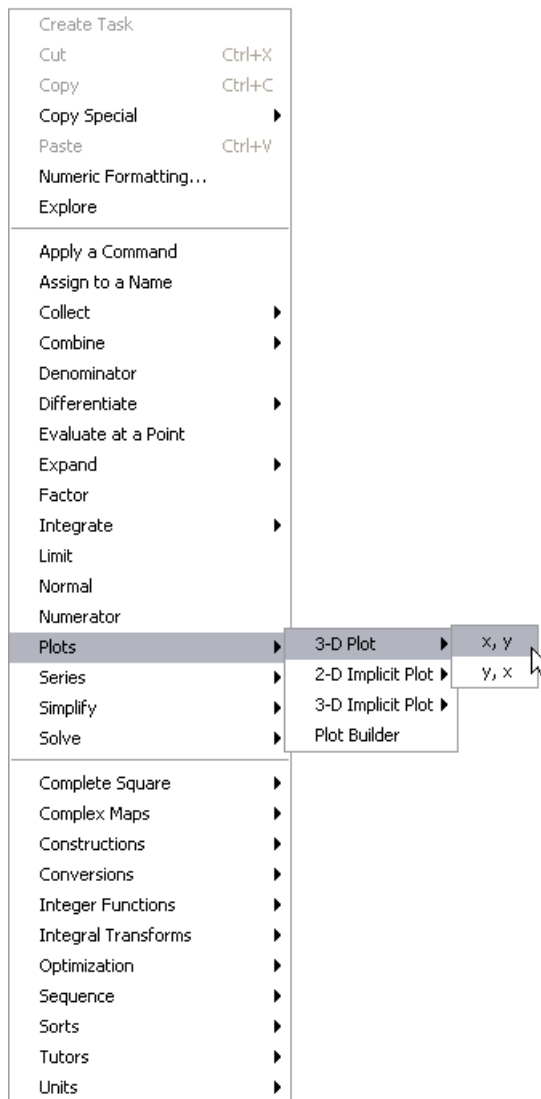 Create Task
Cut Ctrl+X
Copy Ctrl+C
Copy Special
Paste Ctrl+V
Numeric Formatting...
Explore
Apply a Command
Assign to a Name
Collect
Combine
Denominator
Differentiate
Evaluate at a Point
Expand
Factor
Integrate
Limit
Normal
Numerator
Plots
Series
Simplify
Solve
3-D Plot
2-D Implicit Plot
3-D Implicit Plot
Plot Builder
x, y
y, x
Complete Square
Complex Maps
Constructions
Conversions
Integer Functions
Integral Transforms
Optimization
Sequence
Sorts
Tutors
Units